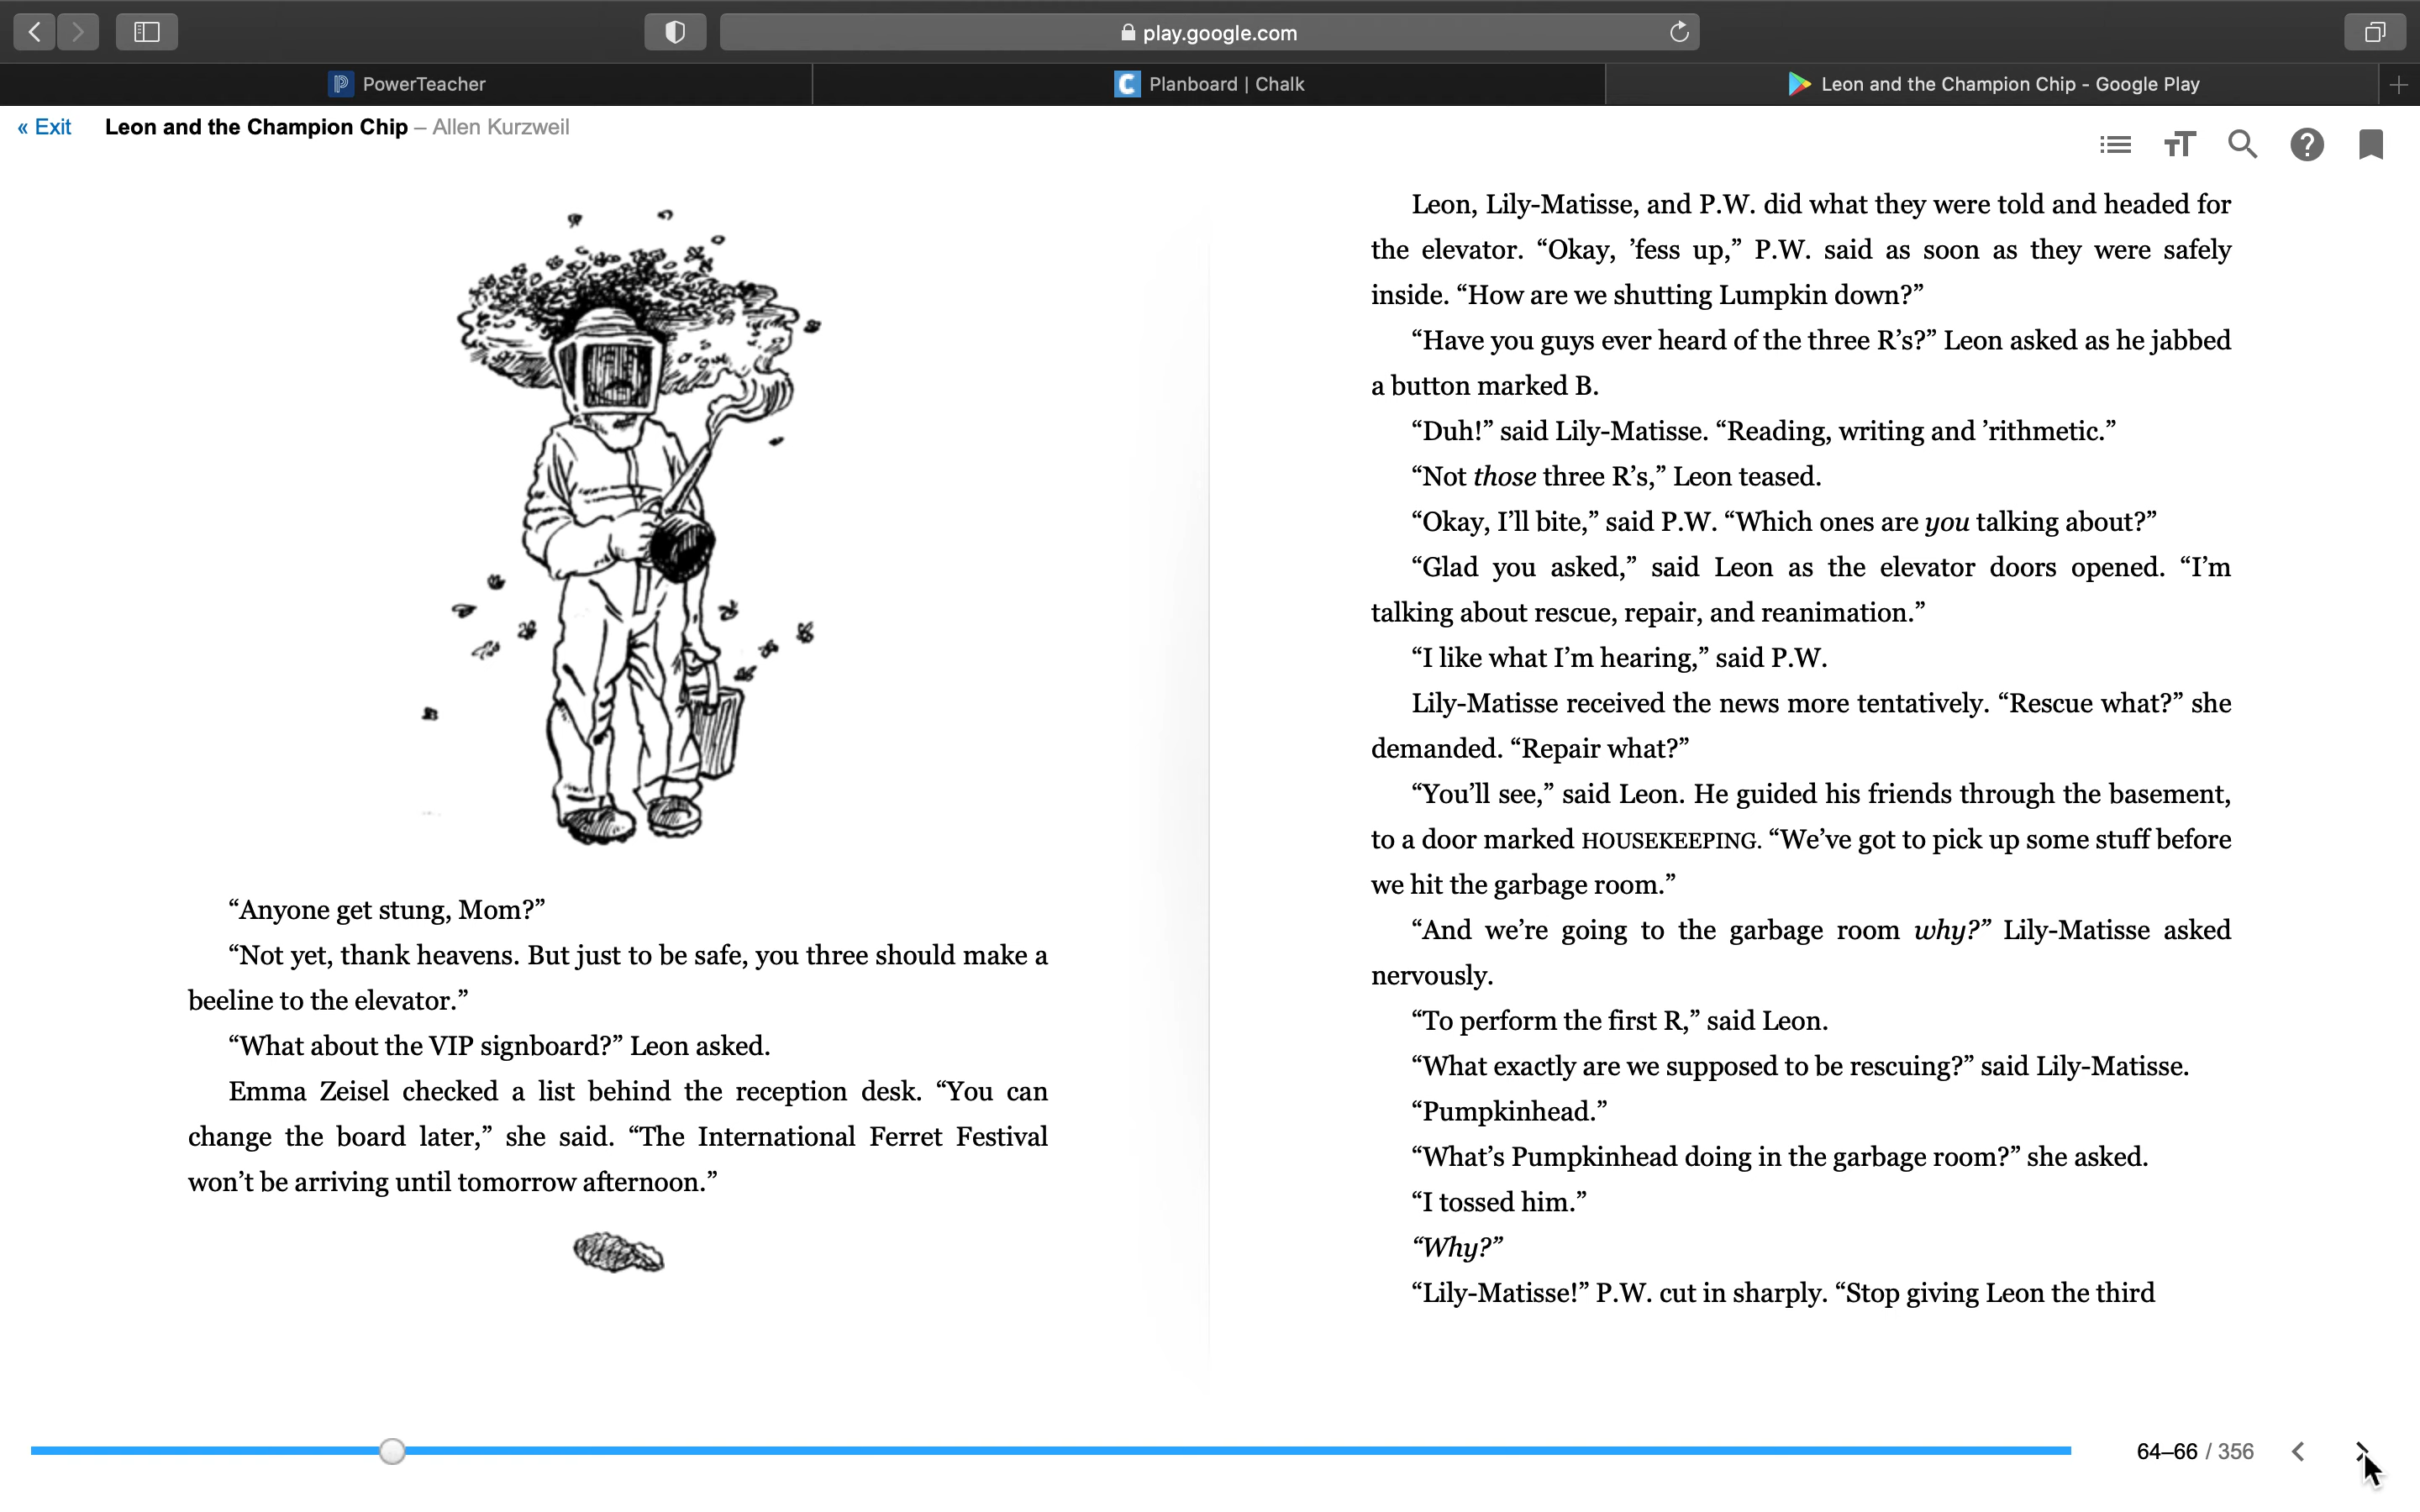 play.google.com
PowerTeacher
Planboard | Chalk
Leon and the Champion Chip - Google Play
« Exit Leon and the Champion Chip – Allen Kurzweil
“Anyone get stung, Mom?”
“Not yet, thank heavens. But just to be safe, you three should make a
beeline to the elevator.”
“What about the VIP signboard?” Leon asked.
Emma Zeisel checked a list behind the reception desk. “You can
change the board later,” she said. “The International Ferret Festival
won’t be arriving until tomorrow afternoon.”
Leon, Lily-Matisse, and P.W. did what they were told and headed for
the elevator. “Okay, ’fess up,” P.W. said as soon as they were safely
inside. “How are we shutting Lumpkin down?”
“Have you guys ever heard of the three R’s?” Leon asked as he jabbed
a button marked B.
“Duh!” said Lily-Matisse. “Reading, writing and ’rithmetic.”
“Not those three R’s,” Leon teased.
“Okay, I’ll bite,” said P.W. “Which ones are you talking about?”
“Glad you asked,” said Leon as the elevator doors opened. “I’m
talking about rescue, repair, and reanimation.”
“I like what I’m hearing,” said P.W.
Lily-Matisse received the news more tentatively. “Rescue what?” she
demanded. “Repair what?”
“You’ll see,” said Leon. He guided his friends through the basement,
to a door marked HOUSEKEEPING. “We’ve got to pick up some stuff before
we hit the garbage room.”
“And we’re going to the garbage room why?” Lily-Matisse asked
nervously.
“To perform the first R,” said Leon.
“What exactly are we supposed to be rescuing?” said Lily-Matisse.
“Pumpkinhead.”
“What’s Pumpkinhead doing in the garbage room?” she asked.
“I tossed him.”
“Why?”
“Lily-Matisse!” P.W. cut in sharply. “Stop giving Leon the third
64–66 / 356